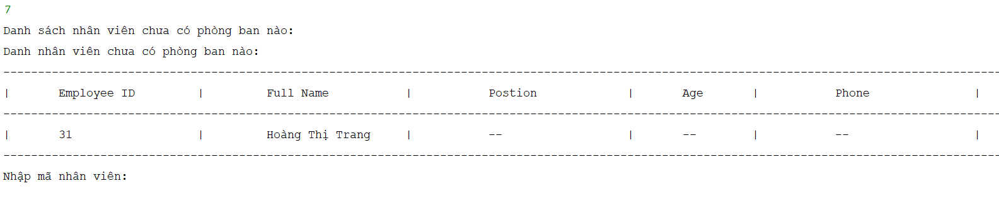 7
Danh sách nhân viên chưa có phòng ban nào:
Danh nhân viên chưa có phòng ban nào:
------------------------------------------------------------------------------------------------------------------------------------------------
| Employee ID | Full Name | Postion | Age | Phone |
------------------------------------------------------------------------------------------------------------------------------------------------
| 31 | Hoàng Thị Trang | -- | -- | -- |
------------------------------------------------------------------------------------------------------------------------------------------------
Nhập mã nhân viên: